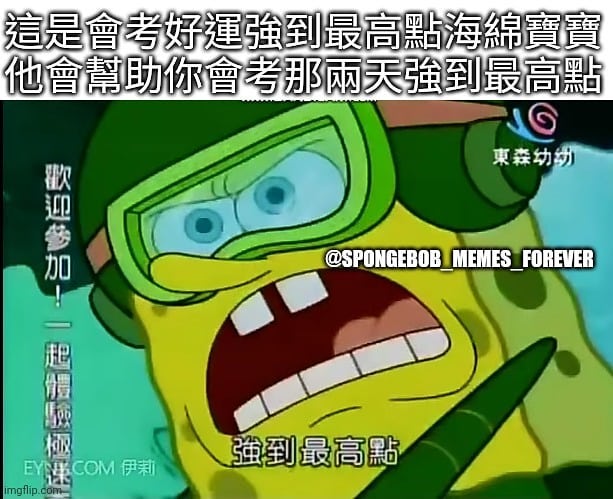 這是會考好運強到最高點海綿寶寶
他會幫助你會考那兩天強到最高點
東森幼幼
歡迎參加！一起體驗極迷
@SPONGEBOB_MEMES_FOREVER
強到最高點
EYNY.COM 伊莉
imgflip.com